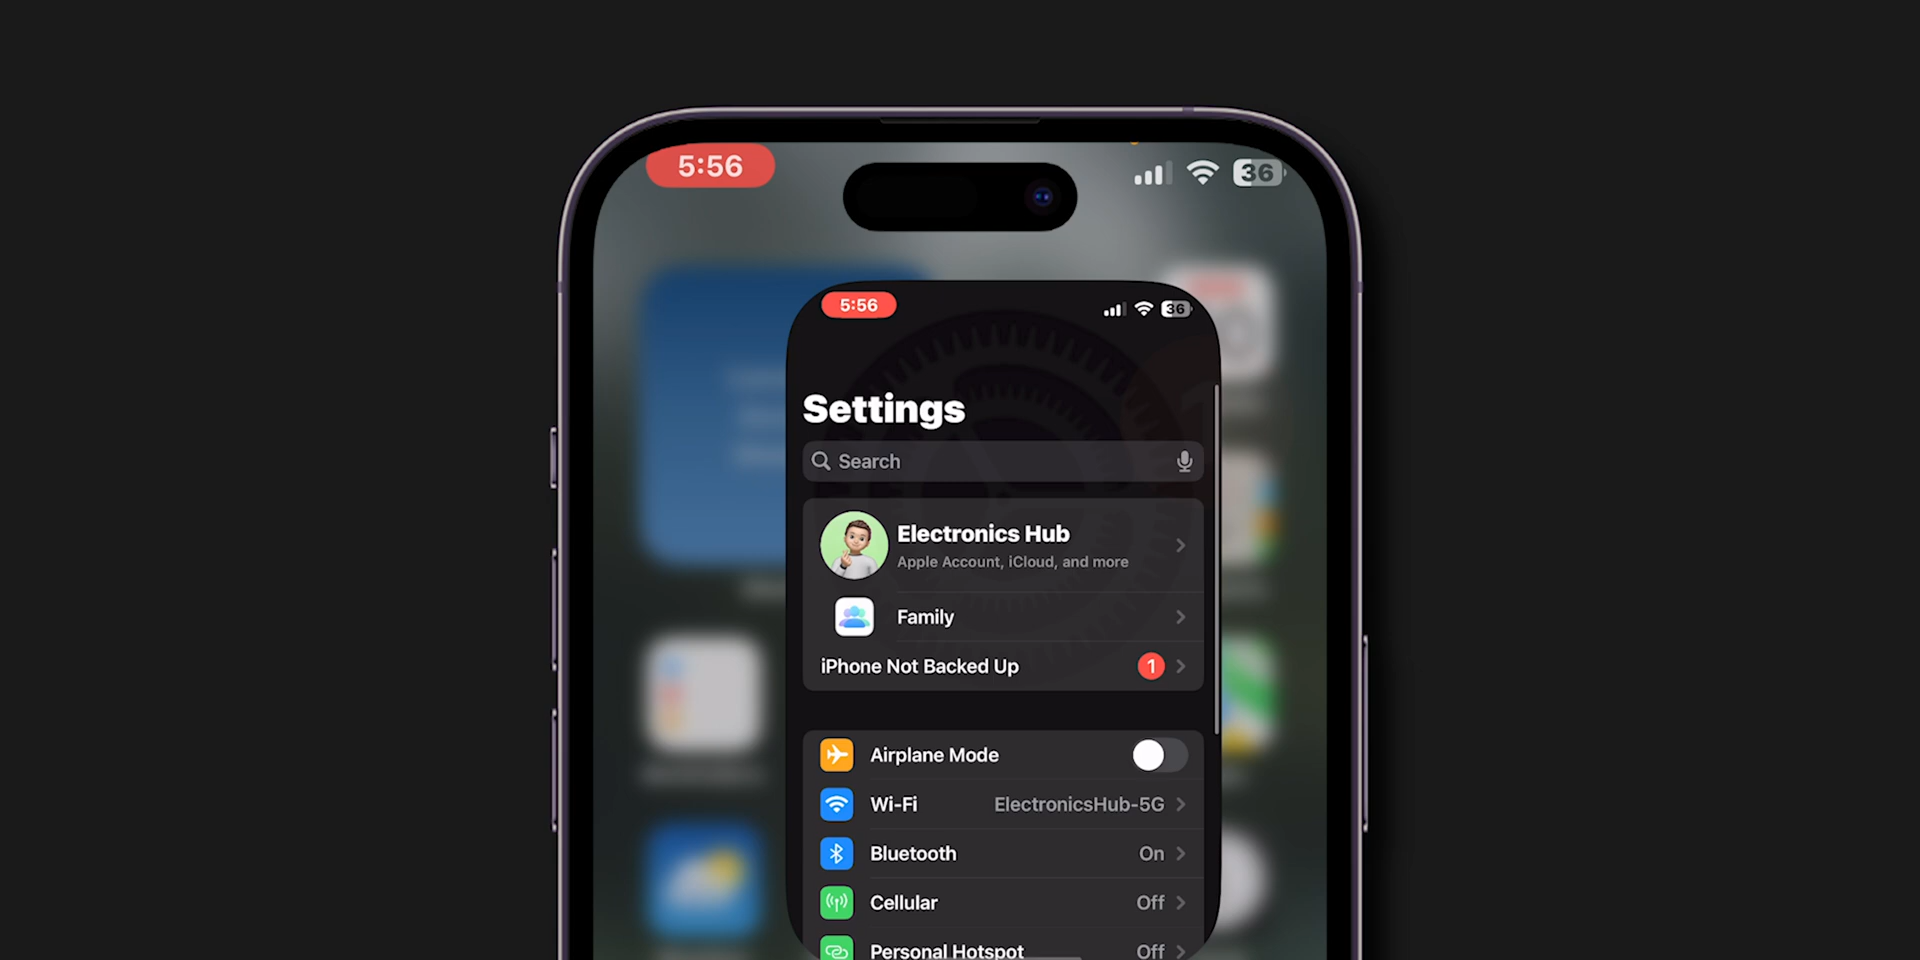 5:56
36
5:56
36
Settings
Search
Electronics Hub
Apple Account, iCloud, and more
Family
iPhone Not Backed Up 1
Airplane Mode
Wi-Fi ElectronicsHub-5G
Bluetooth On
Cellular Off
Personal Hotspot Off